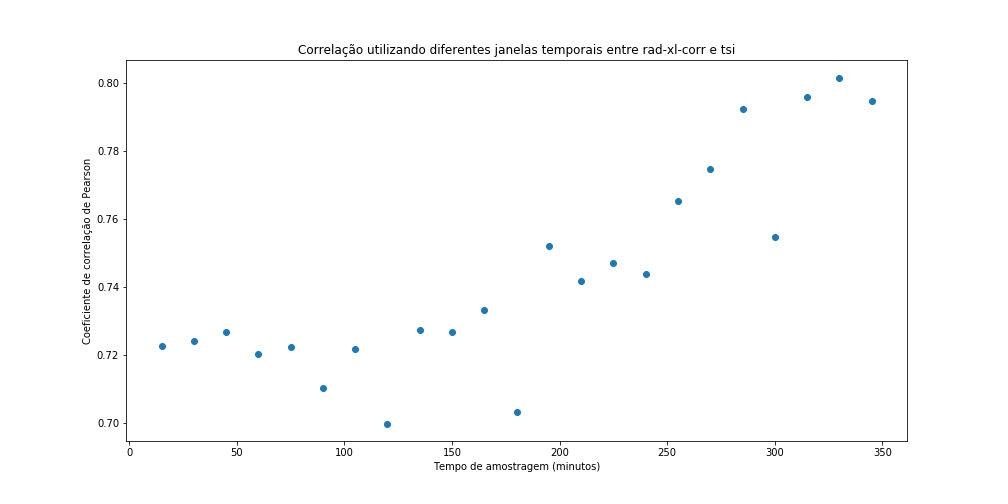 Correlação utilizando diferentes janelas temporais entre rad-xl-corr e tsi
Coeficiente de correlação de Pearson
0.80
0.78
0.76
0.74
0.72
0.70
0 50 100 150 200 250 300 350
Tempo de amostragem (minutos)